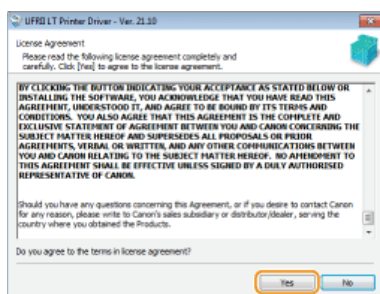 UFRII LT Printer Driver - Ver. 21.10
License Agreement
Please read the following license agreement completely and
carefully. Click [Yes] to agree to the license agreement.
BY CLICKING THE BUTTON INDICATING YOUR ACCEPTANCE AS STATED BELOW OR
INSTALLING THE SOFTWARE, YOU ACKNOWLEDGE THAT YOU HAVE READ THIS
AGREEMENT, UNDERSTOOD IT, AND AGREE TO BE BOUND BY ITS TERMS AND
CONDITIONS. YOU ALSO AGREE THAT THIS AGREEMENT IS THE COMPLETE AND
EXCLUSIVE STATEMENT OF AGREEMENT BETWEEN YOU AND CANON CONCERNING THE
SUBJECT MATTER HEREOF AND SUPERSEDES ALL PROPOSALS OR PRIOR
AGREEMENTS, VERBAL OR WRITTEN, AND ANY OTHER COMMUNICATIONS BETWEEN
YOU AND CANON RELATING TO THE SUBJECT MATTER HEREOF. NO AMENDMENT TO
THIS AGREEMENT SHALL BE EFFECTIVE UNLESS SIGNED BY A DULY AUTHORISED
REPRESENTATIVE OF CANON.
Should you have any questions concerning this Agreement, or if you desire to contact Canon
for any reason, please write to Canon's sales subsidiary or distributor/dealer, serving the
country where you obtained the Products.
Do you agree to the terms in license agreement?
Yes
No